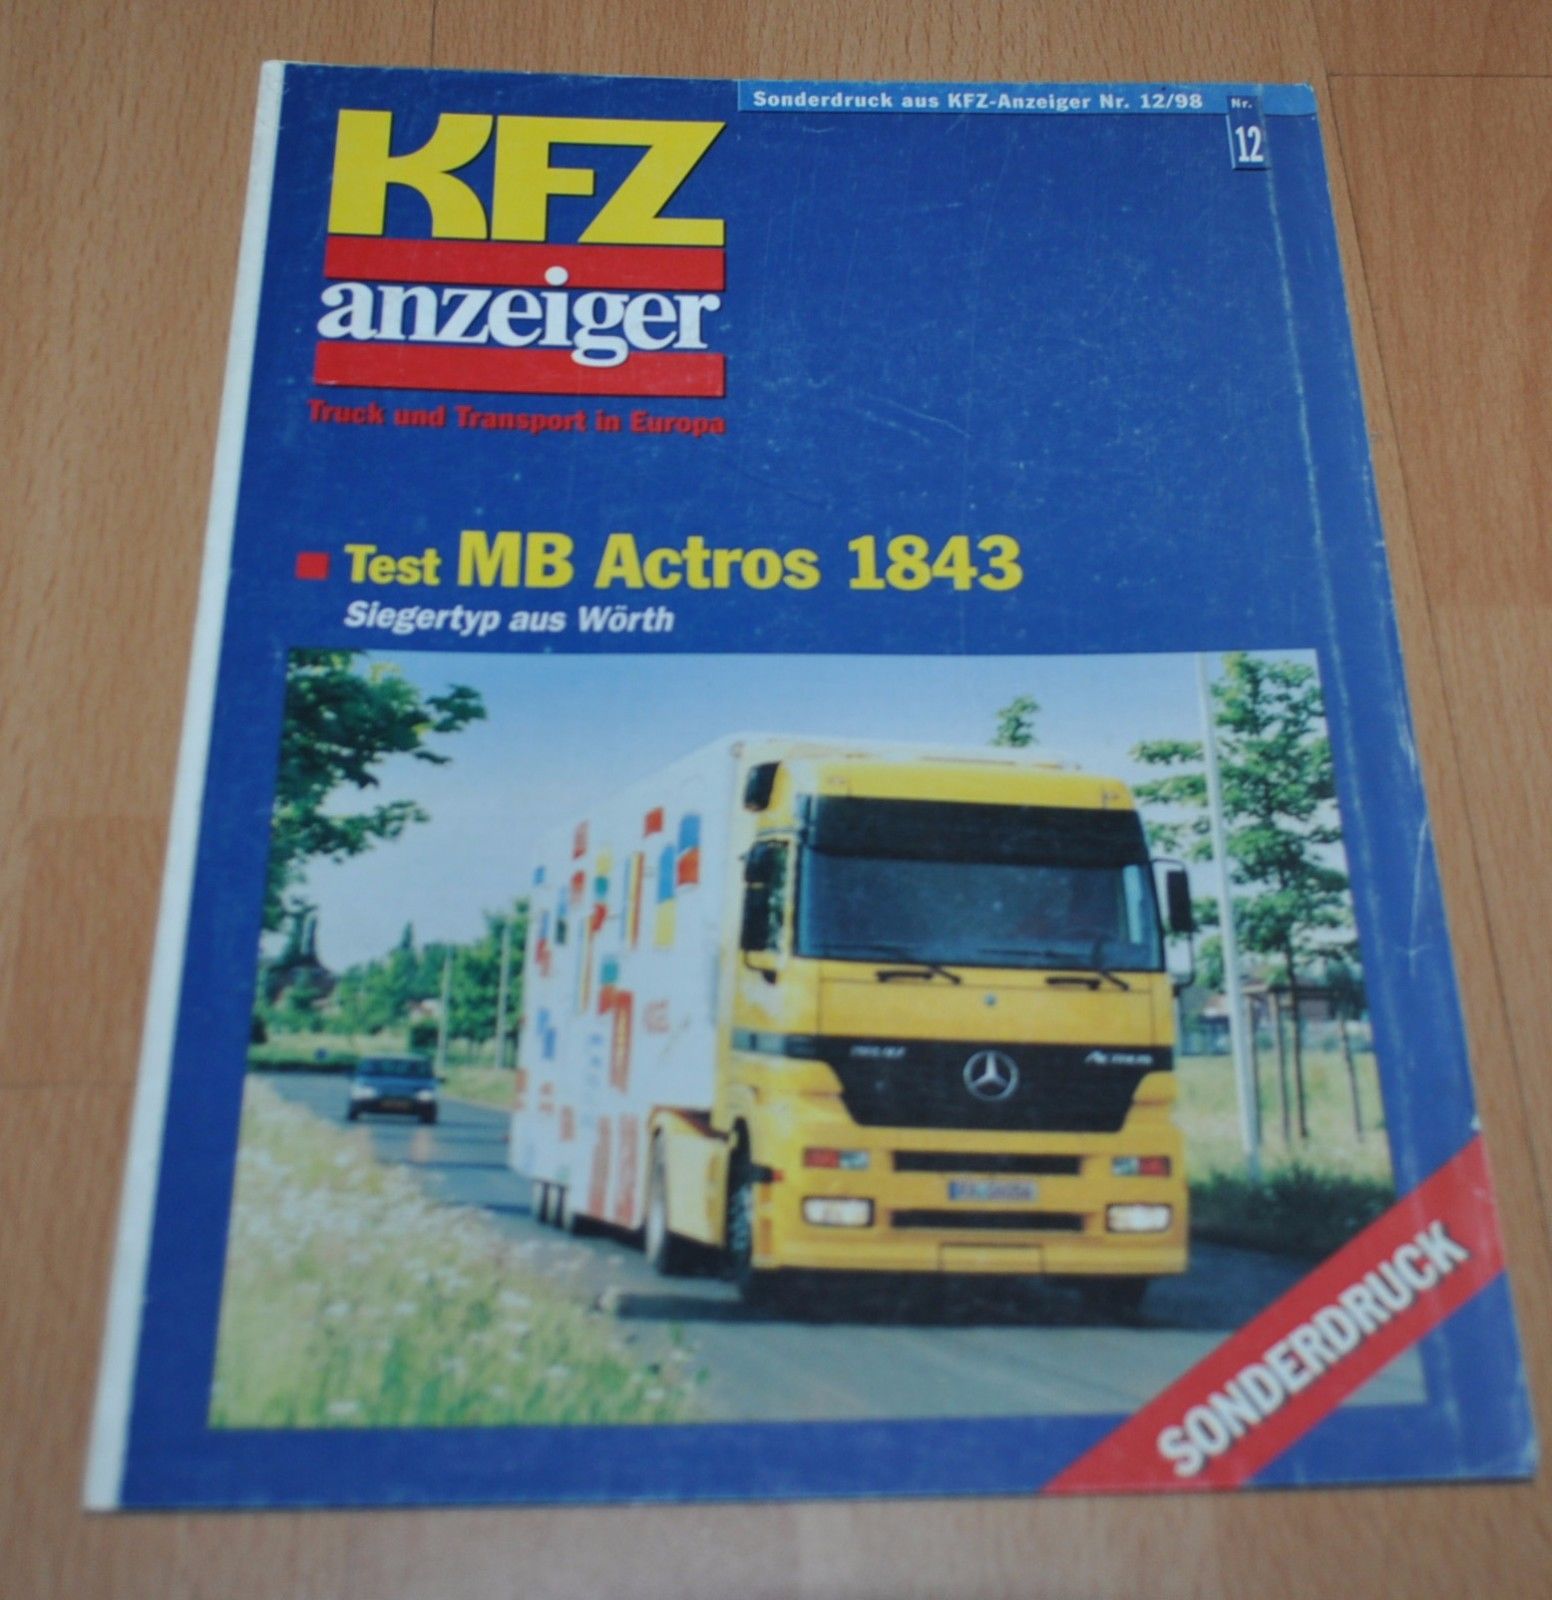 Sonderdruck aus KFZ-Anzeiger Nr. 12/98
Nr.
12
KFZ
anzeiger
Truck und Transport in Europa
Test MB Actros 1843
Siegertyp aus Wörth
Actros
SONDERDRUCK